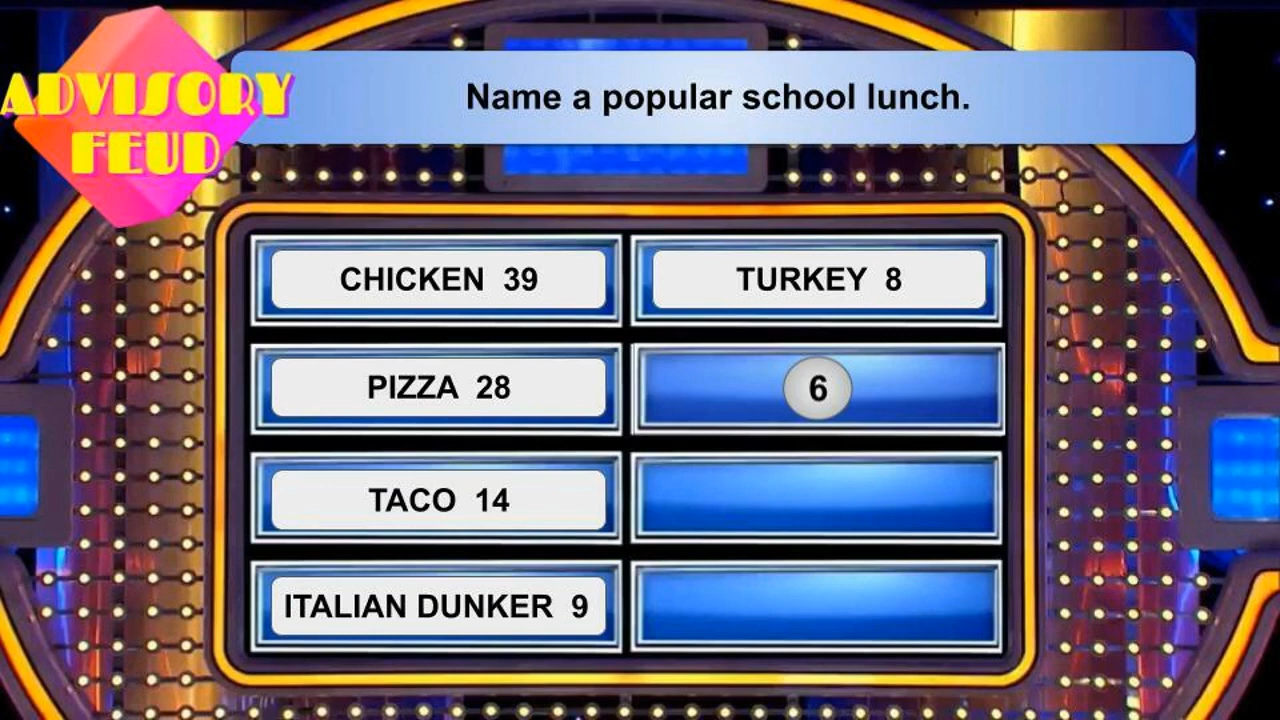 ADVISORY
FEUD
Name a popular school lunch.
CHICKEN 39
PIZZA 28
TACO 14
ITALIAN DUNKER 9
TURKEY 8
6